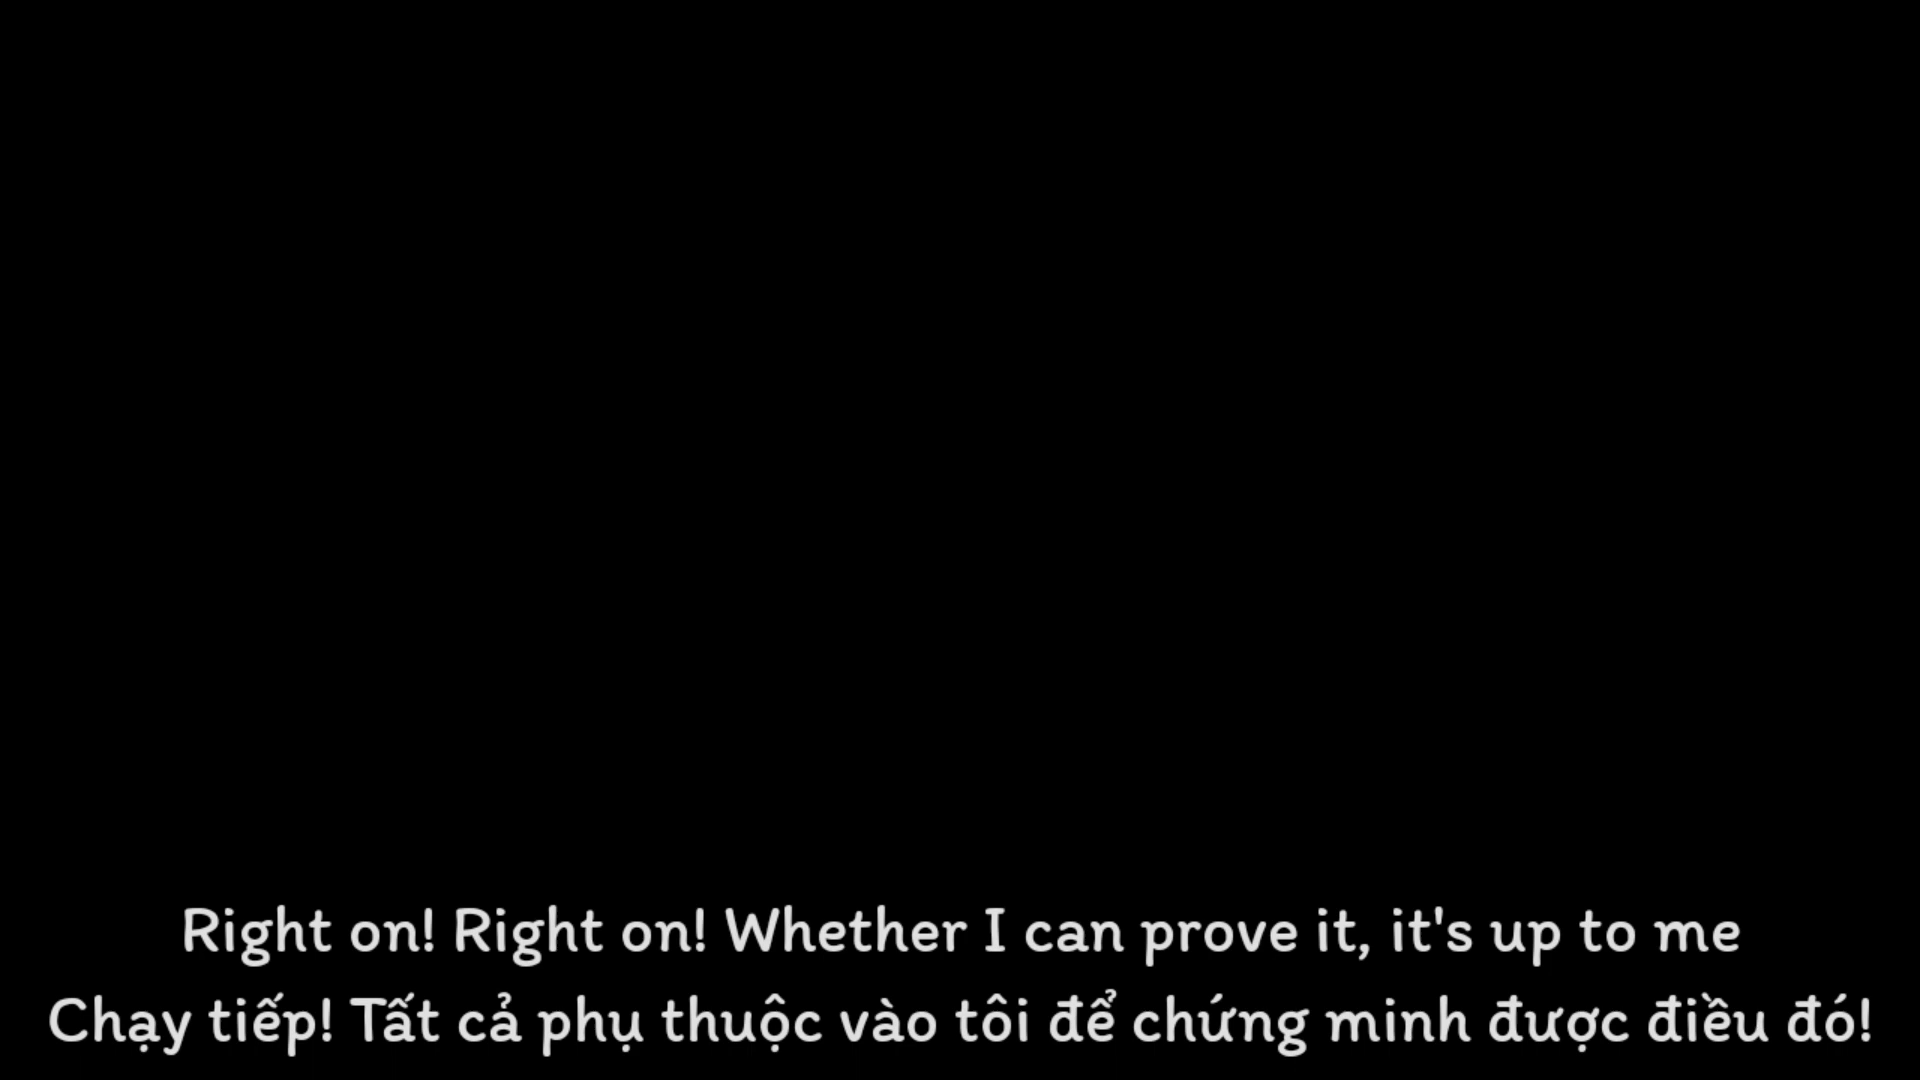 Right on! Right on! Whether I can prove it, it's up to me
Chạy tiếp! Tất cả phụ thuộc vào tôi để chứng minh được điều đó!